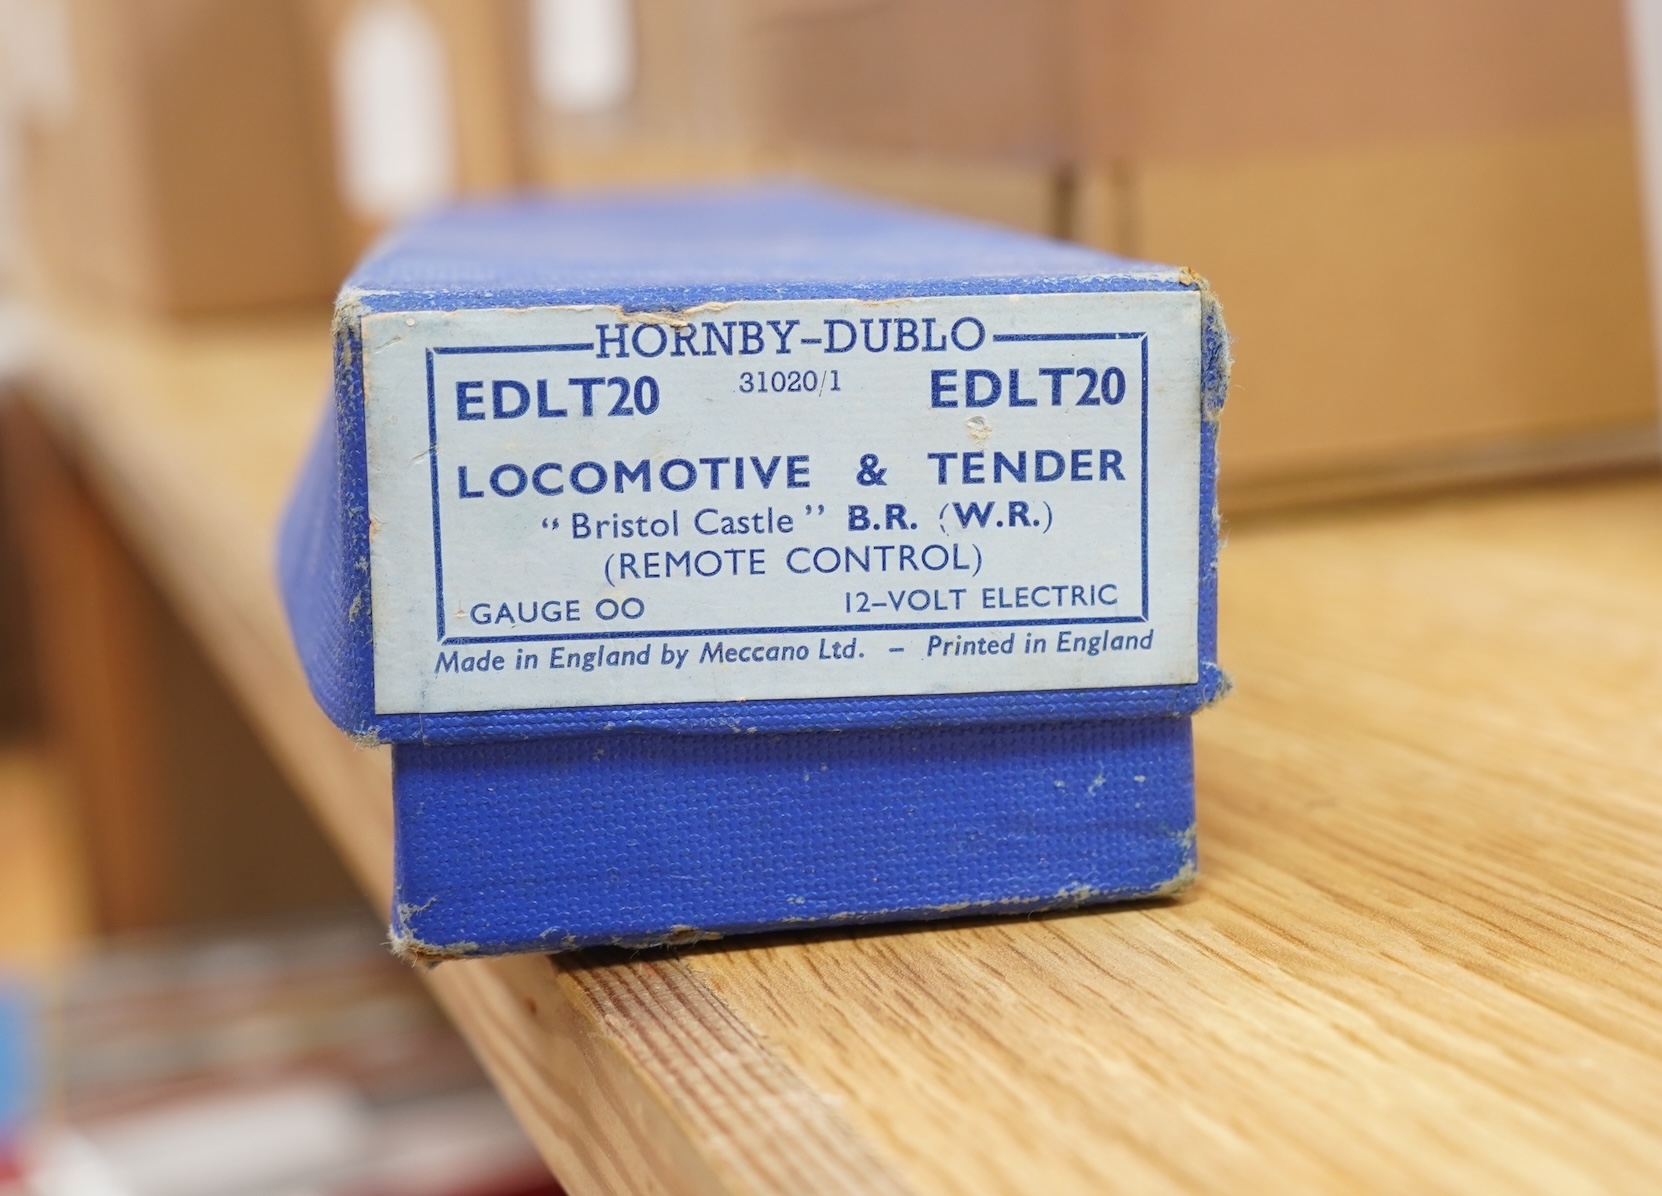 HORNBY–DUBLO
EDLT20 31020/1 EDLT20
LOCOMOTIVE & TENDER
“Bristol Castle” B.R. (W.R.)
(REMOTE CONTROL)
GAUGE OO 12–VOLT ELECTRIC
Made in England by Meccano Ltd. – Printed in England